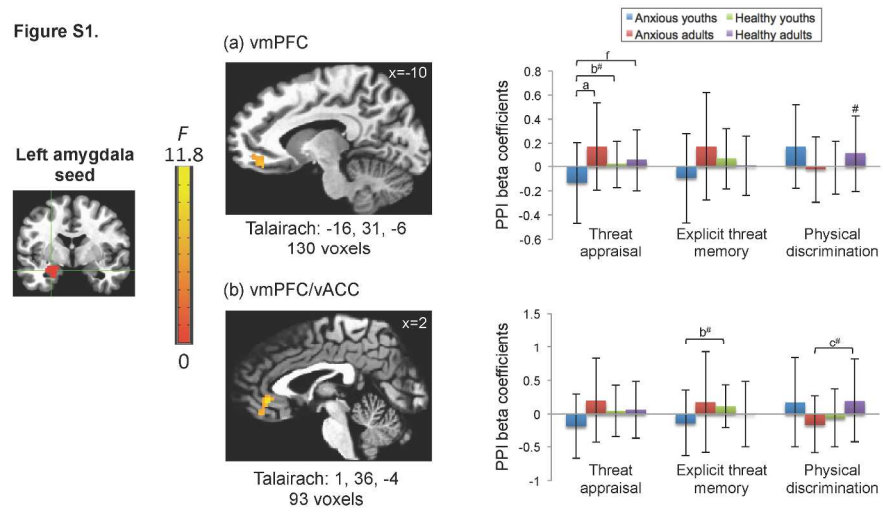 Figure S1.
Left amygdala
seed
F
11.8
0
(a) vmPFC
x=-10
Talairach: -16, 31, -6
130 voxels
(b) vmPFC/vACC
x=2
Talairach: 1, 36, -4
93 voxels
Anxious youths
Healthy youths
Anxious adults
Healthy adults
PPI beta coefficients
0.8
0.6
0.4
0.2
0
-0.2
-0.4
-0.6
f
b#
a
#
Threat
appraisal
Explicit threat
memory
Physical
discrimination
PPI beta coefficients
1.5
1
0.5
0
-0.5
-1
b#
c#
Threat
appraisal
Explicit threat
memory
Physical
discrimination